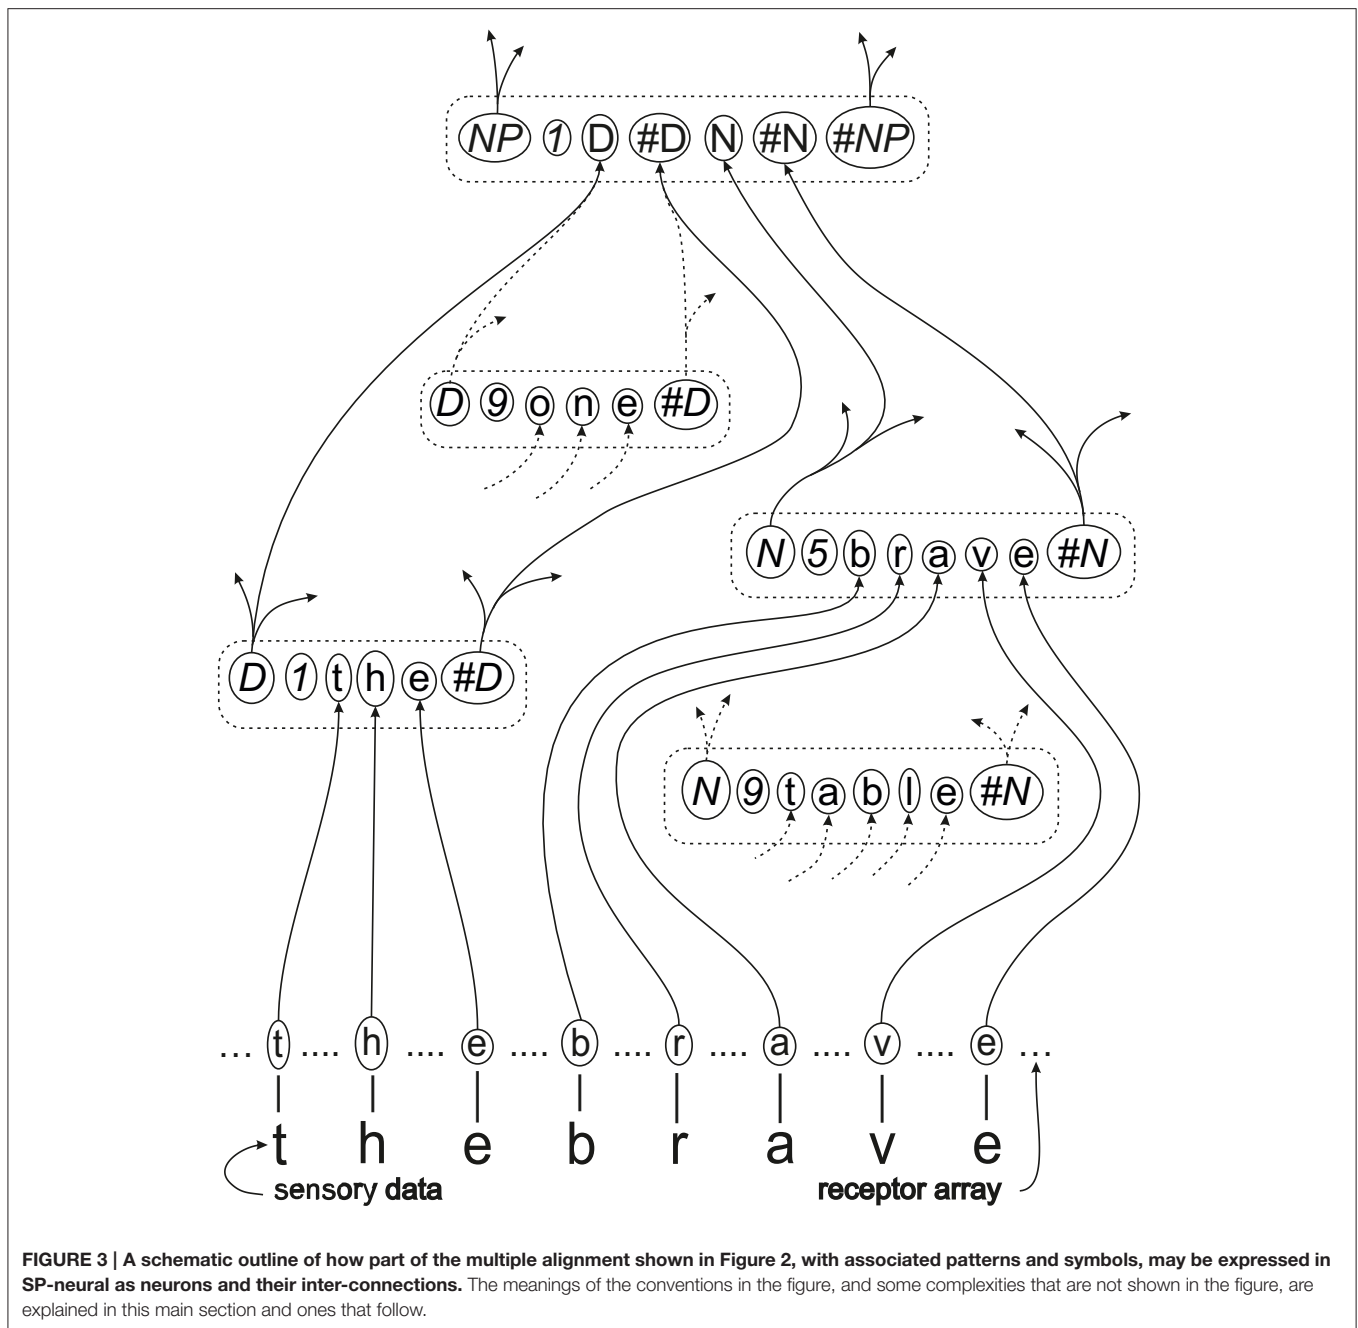 NP 1 D #D N #N #NP
D 9 o n e #D
N 5 b r a v e #N
D 1 t h e #D
N 9 t a b l e #N
... t .... h .... e .... b .... r .... a .... v .... e ...
t h e b r a v e
sensory data receptor array
FIGURE 3 | A schematic outline of how part of the multiple alignment shown in Figure 2, with associated patterns and symbols, may be expressed in
SP-neural as neurons and their inter-connections. The meanings of the conventions in the figure, and some complexities that are not shown in the figure, are
explained in this main section and ones that follow.